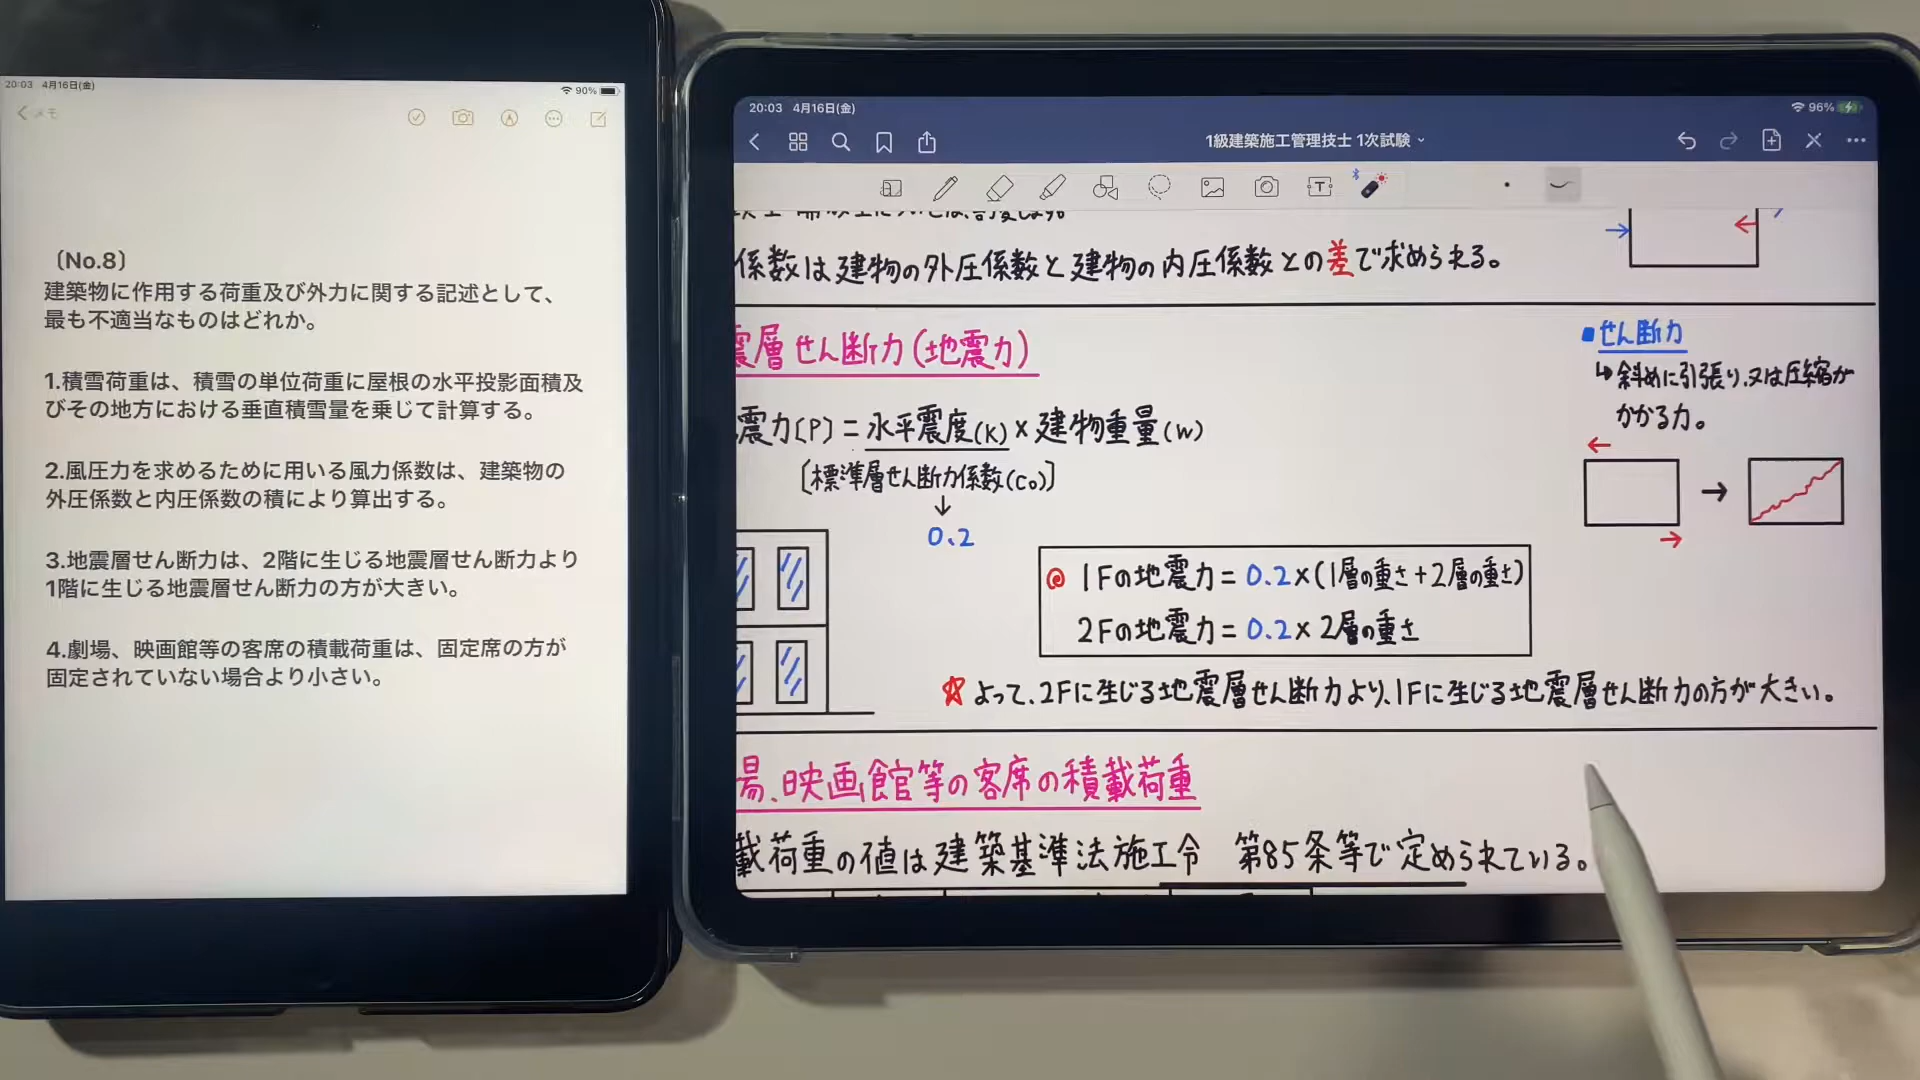 20:03 4月16日(金)
90%
メモ
〔No.8〕
建築物に作用する荷重及び外力に関する記述として、
最も不適当なものはどれか。
1.積雪荷重は、積雪の単位荷重に屋根の水平投影面積及
びその地方における垂直積雪量を乗じて計算する。
2.風圧力を求めるために用いる風力係数は、建築物の
外圧係数と内圧係数の積により算出する。
3.地震層せん断力は、2階に生じる地震層せん断力より
1階に生じる地震層せん断力の方が大きい。
4.劇場、映画館等の客席の積載荷重は、固定席の方が
固定されていない場合より小さい。
20:03 4月16日(金)
96%
1級建築施工管理技士 1次試験
係数は建物の外圧係数と建物の内圧係数との差で求められる。
震層せん断力(地震力)
震力(P)=水平震度(K)×建物重量(W)
[標準層せん断力係数(C₀)]
↓
0.2
■せん断力
↳斜めに引張り、又は圧縮が
かかる力。
← → →
◎ 1Fの地震力=0.2×(1層の重さ+2層の重さ)
2Fの地震力=0.2×2層の重さ
☆よって、2Fに生じる地震層せん断力より、1Fに生じる地震層せん断力の方が大きい。
場、映画館等の客席の積載荷重
載荷重の値は建築基準法施工令 第85条等で定められている。